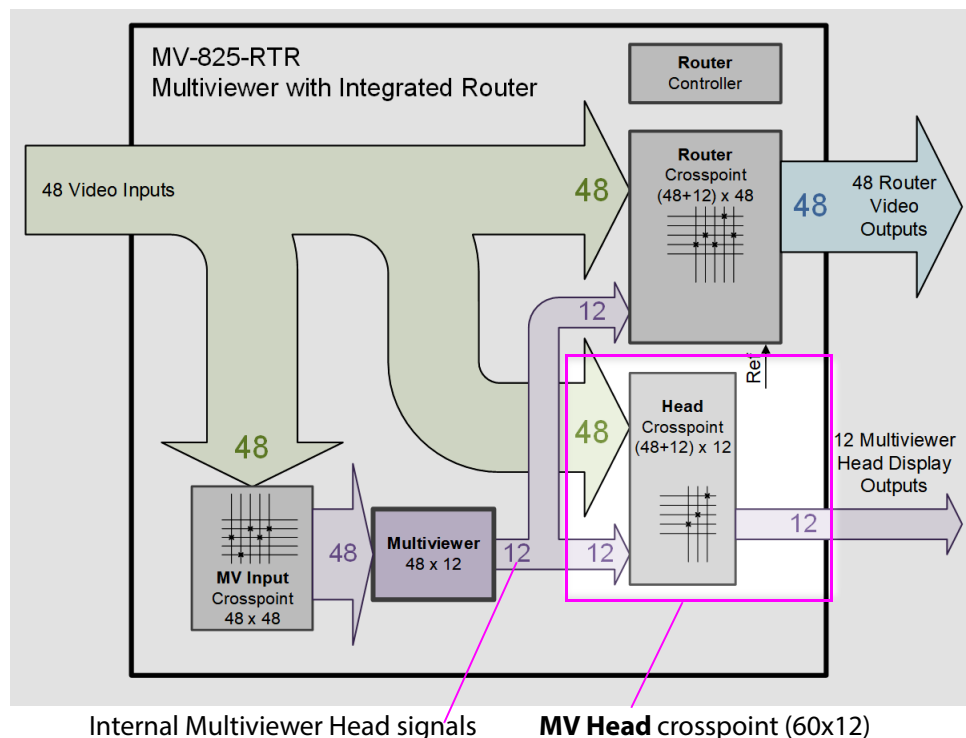 MV-825-RTR
Multiviewer with Integrated Router
Router
Controller
48 Video Inputs
48
Router
Crosspoint
(48+12) x 48
48
48 Router
Video
Outputs
12
Ref
48
Head
Crosspoint
(48+12) x 12
12 Multiviewer
Head Display
Outputs
48
MV Input
Crosspoint
48 x 48
48
Multiviewer
48 x 12
12
12
12
Internal Multiviewer Head signals
MV Head crosspoint (60x12)